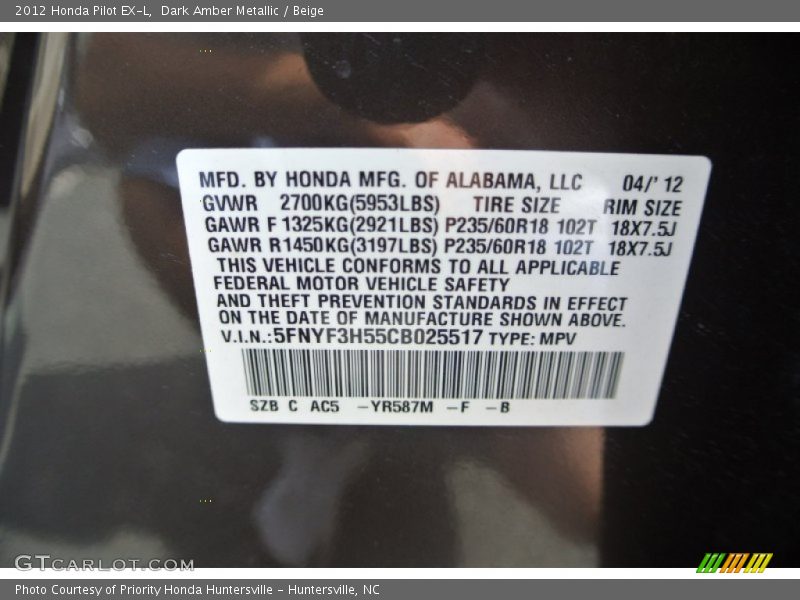 2012 Honda Pilot EX-L, Dark Amber Metallic / Beige
MFD. BY HONDA MFG. OF ALABAMA, LLC 04/' 12
GVWR 2700KG(5953LBS) TIRE SIZE RIM SIZE
GAWR F 1325KG(2921LBS) P235/60R18 102T 18X7.5J
GAWR R1450KG(3197LBS) P235/60R18 102T 18X7.5J
THIS VEHICLE CONFORMS TO ALL APPLICABLE
FEDERAL MOTOR VEHICLE SAFETY
AND THEFT PREVENTION STANDARDS IN EFFECT
ON THE DATE OF MANUFACTURE SHOWN ABOVE.
V.I.N.:5FNYF3H55CB025517 TYPE: MPV
SZB C AC5 -YR587M -F -B
GTCARLOT.COM
Photo Courtesy of Priority Honda Huntersville - Huntersville, NC